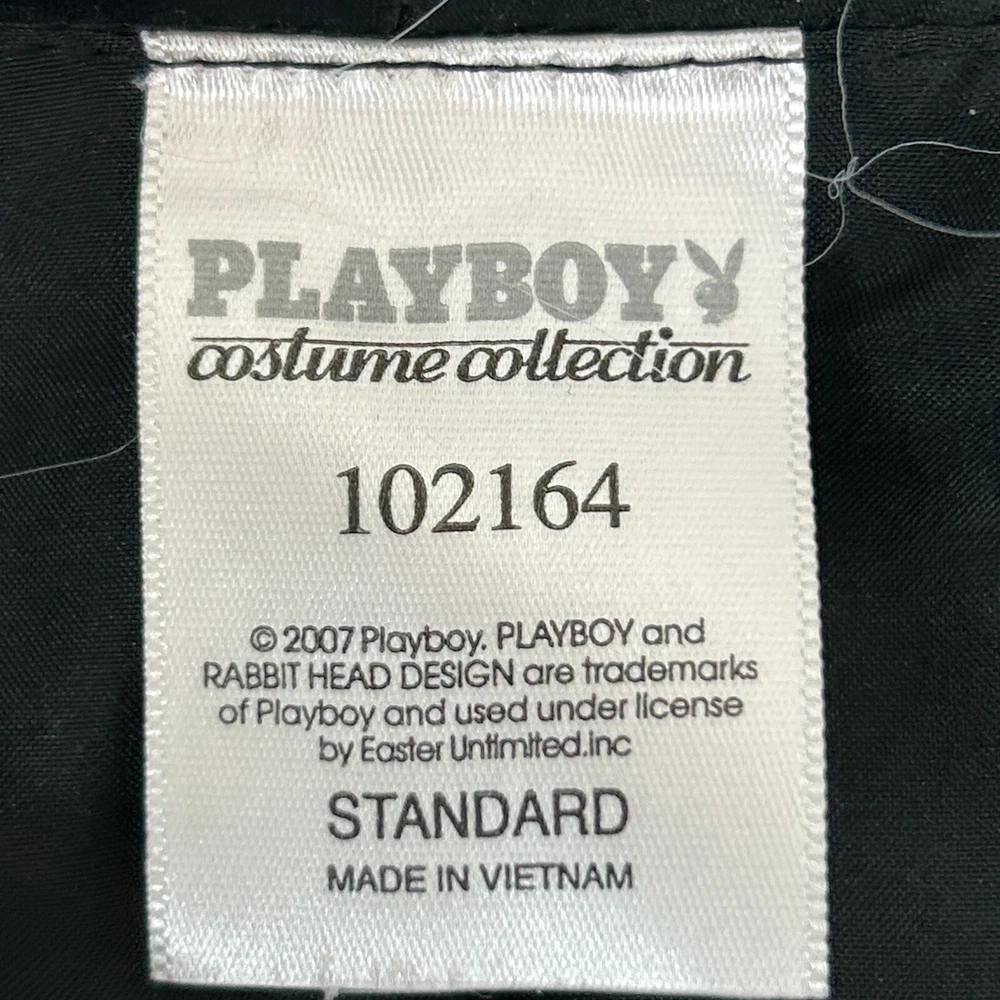 PLAYBOY
costume collection
102164
© 2007 Playboy. PLAYBOY and
RABBIT HEAD DESIGN are trademarks
of Playboy and used under license
by Easter Untlmlted.inc
STANDARD
MADE IN VIETNAM